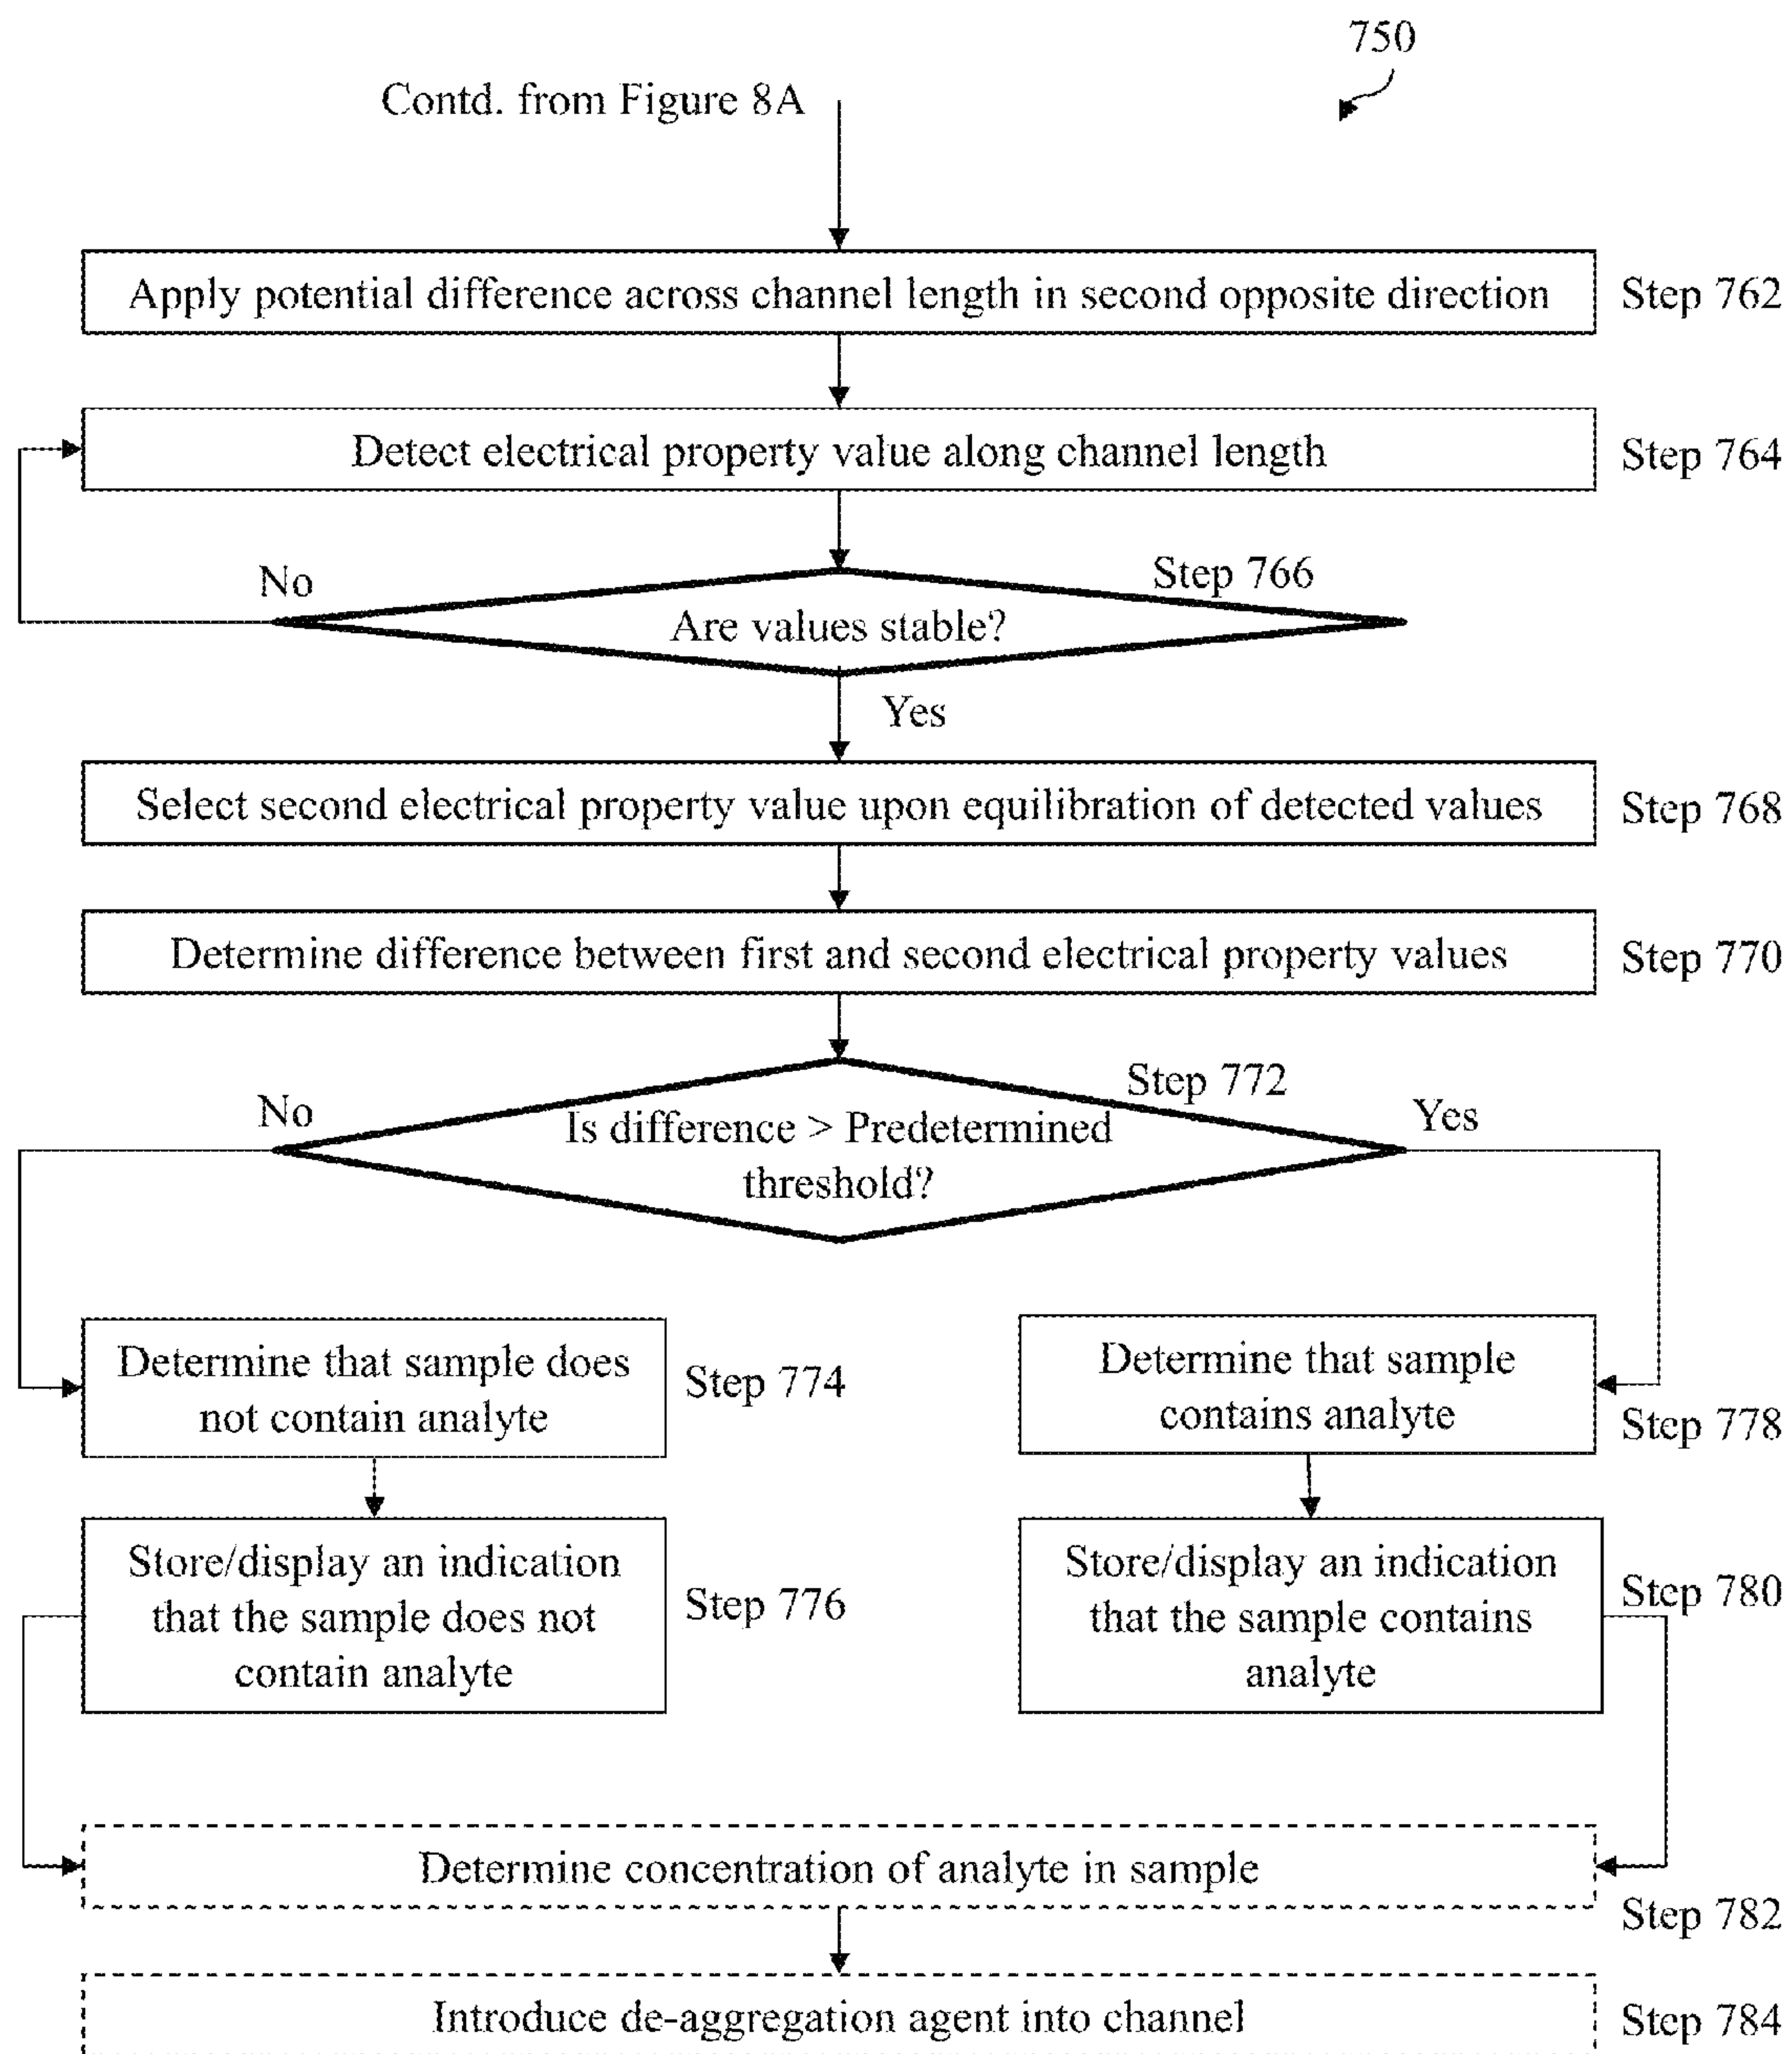 750
Contd. from Figure 8A
Apply potential difference across channel length in second opposite direction
Step 762
Detect electrical property value along channel length
Step 764
No
Step 766
Are values stable?
Yes
Select second electrical property value upon equilibration of detected values
Step 768
Determine difference between first and second electrical property values
Step 770
No
Step 772
Yes
Is difference > Predetermined
threshold?
Determine that sample does
not contain analyte
Step 774
Determine that sample
contains analyte
Step 778
Store/display an indication
that the sample does not
contain analyte
Step 776
Store/display an indication
that the sample contains
analyte
Step 780
Determine concentration of analyte in sample
Step 782
Introduce de-aggregation agent into channel
Step 784